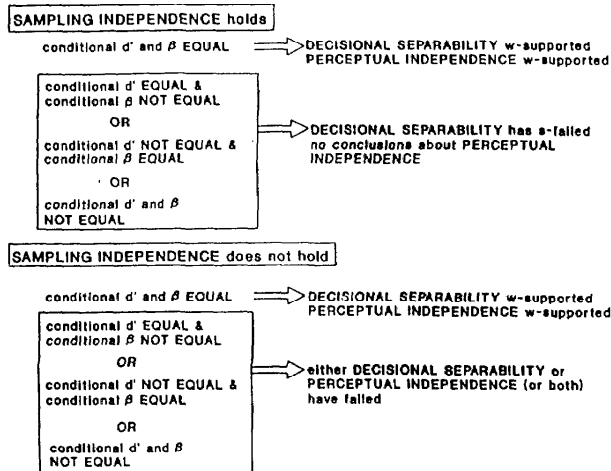 SAMPLING INDEPENDENCE holds
conditional d' and β EQUAL
DECISIONAL SEPARABILITY w-supported
PERCEPTUAL INDEPENDENCE w-supported
conditional d' EQUAL &
conditional β NOT EQUAL
OR
conditional d' NOT EQUAL &
conditional β EQUAL
OR
conditional d' and β
NOT EQUAL
DECISIONAL SEPARABILITY has s-failed
no conclusions about PERCEPTUAL
INDEPENDENCE
SAMPLING INDEPENDENCE does not hold
conditional d' and β EQUAL
DECISIONAL SEPARABILITY w-supported
PERCEPTUAL INDEPENDENCE w-supported
conditional d' EQUAL &
conditional β NOT EQUAL
OR
conditional d' NOT EQUAL &
conditional β EQUAL
OR
conditional d' and β
NOT EQUAL
either DECISIONAL SEPARABILITY or
PERCEPTUAL INDEPENDENCE (or both)
have failed